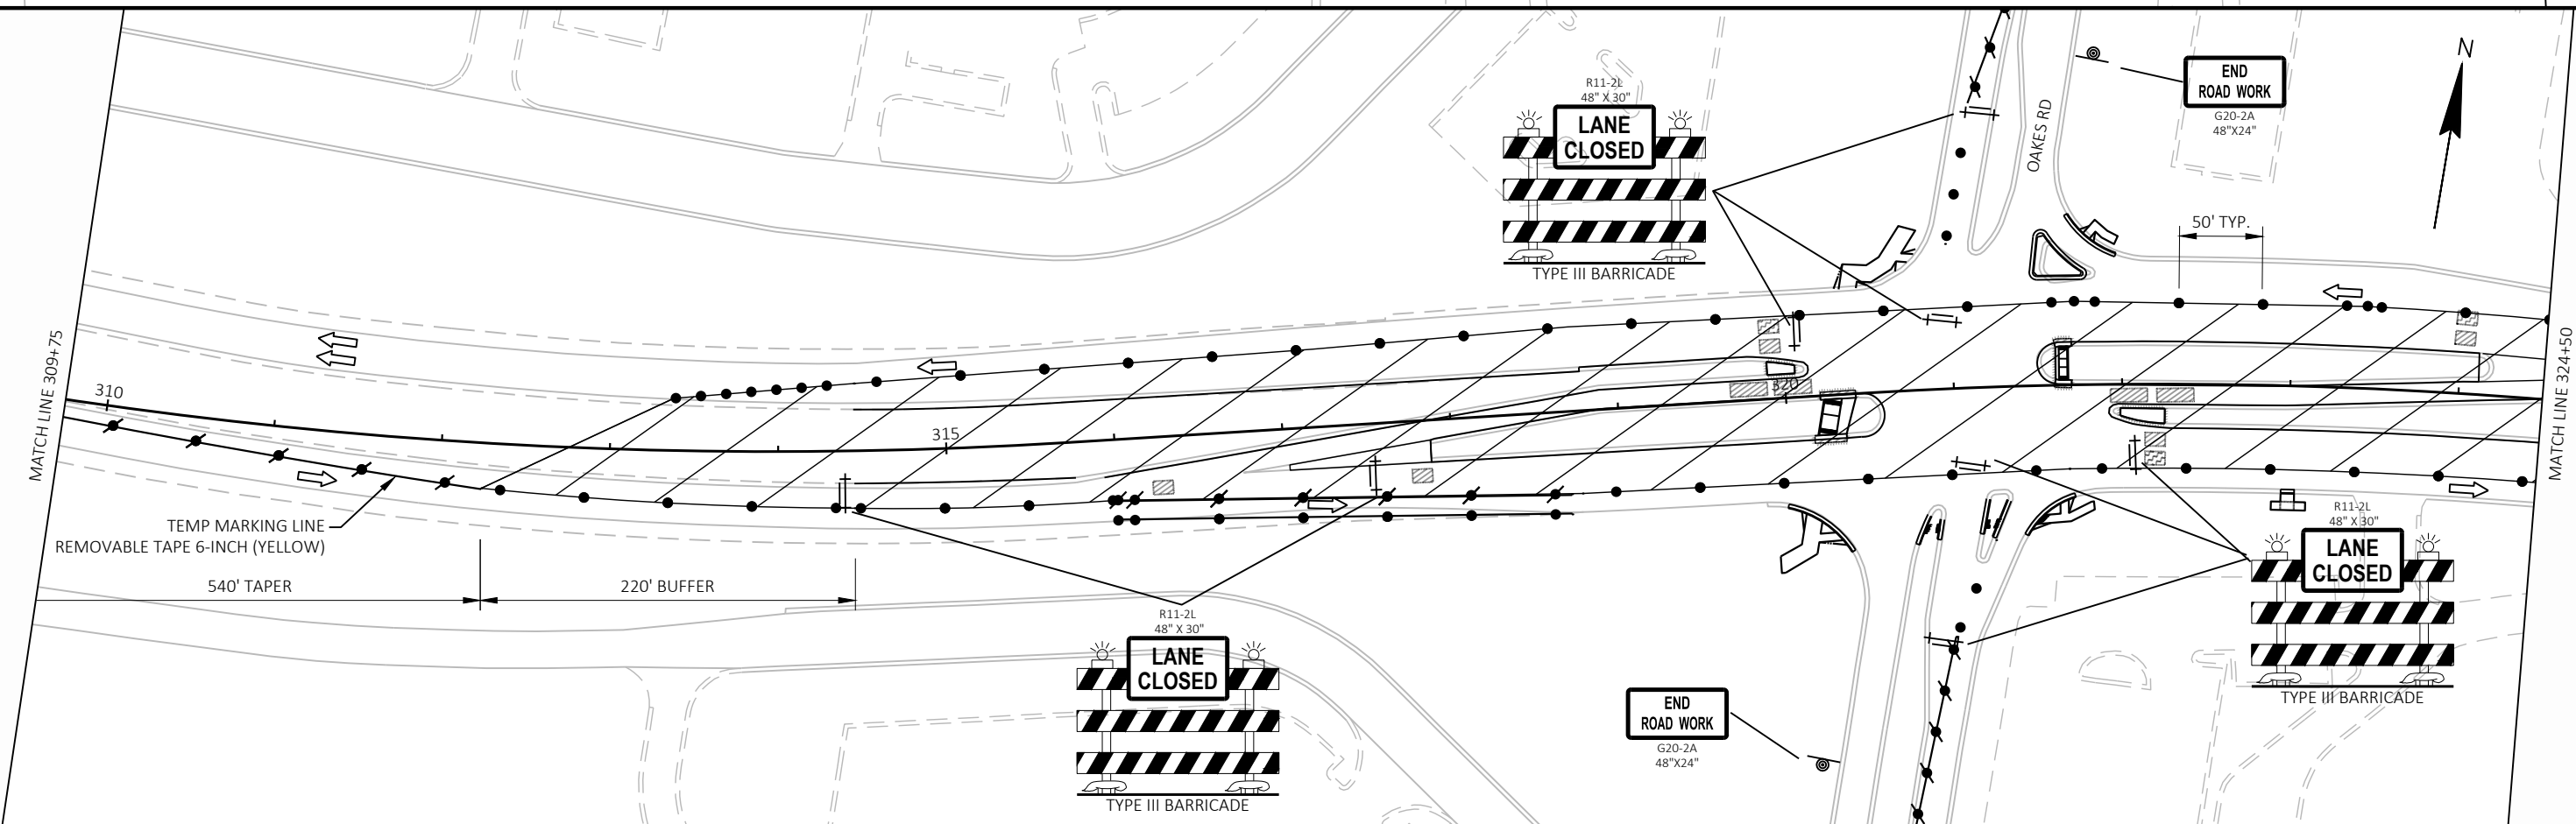 R11-2L
48" X 30"
LANE
CLOSED
TYPE III BARRICADE
OAKES RD
END
ROAD WORK
G20-2A
48"X24"
N
50' TYP.
MATCH LINE 309+75
310
315
320
MATCH LINE 324+50
TEMP MARKING LINE
REMOVABLE TAPE 6-INCH (YELLOW)
540' TAPER
220' BUFFER
R11-2L
48" X 30"
LANE
CLOSED
TYPE III BARRICADE
END
ROAD WORK
G20-2A
48"X24"
R11-2L
48" X 30"
LANE
CLOSED
TYPE III BARRICADE